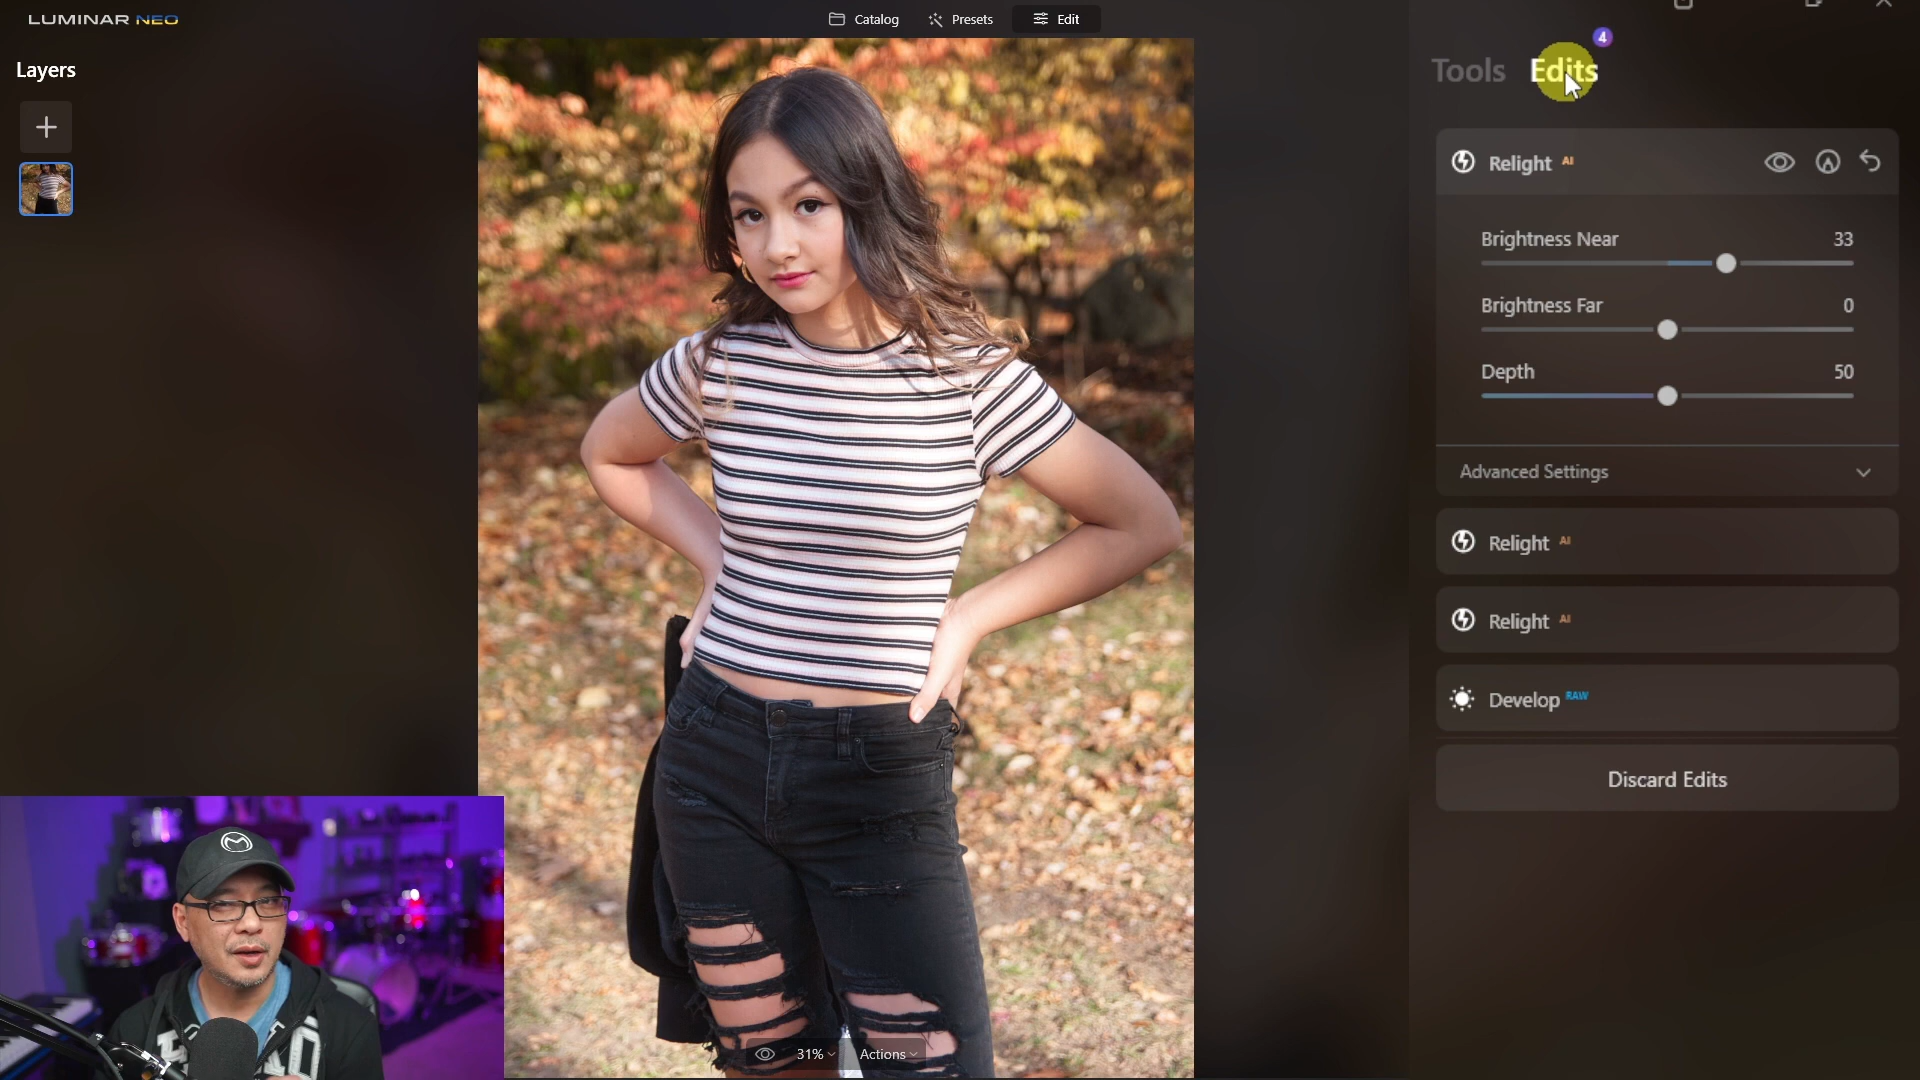 LUMINAR NEO
Catalog
Presets
Edit
Layers
4
Tools
Edits
Relight AI
Brightness Near 33
Brightness Far 0
Depth 50
Advanced Settings
Relight AI
Relight AI
Develop RAW
Discard Edits
31%
Actions